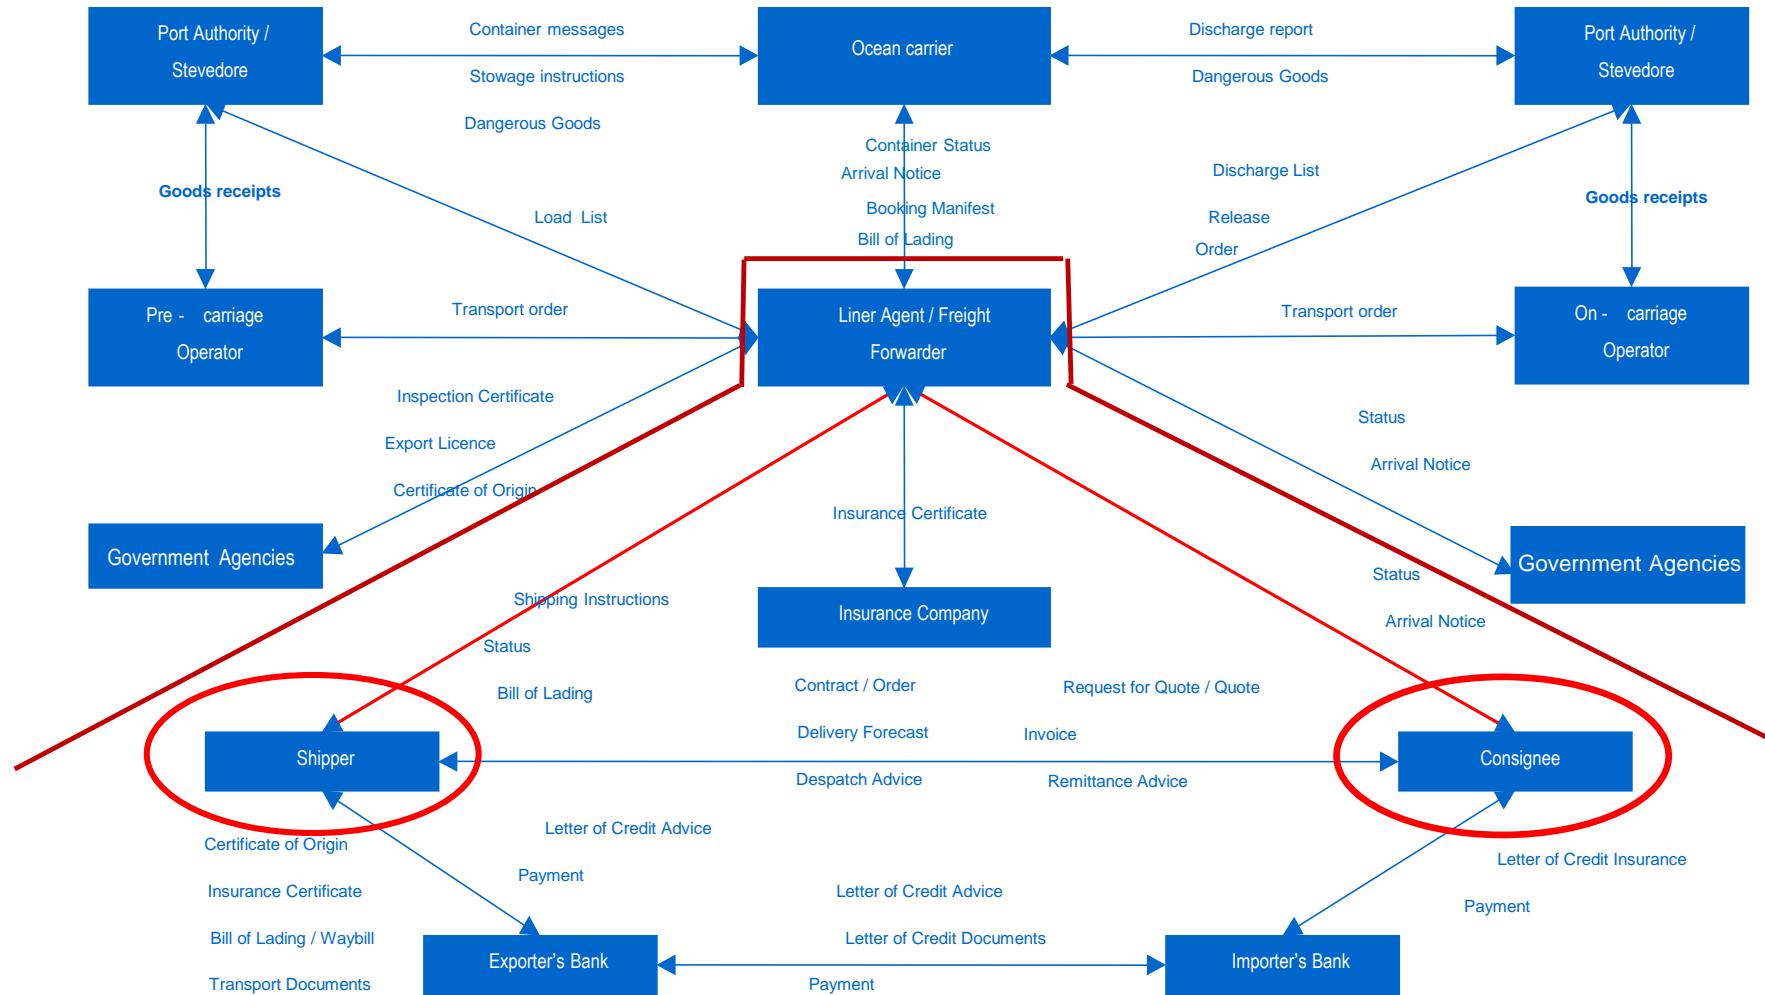 Port Authority /
Stevedore
Container messages
Stowage instructions
Dangerous Goods
Ocean carrier
Discharge report
Dangerous Goods
Port Authority /
Stevedore
Container Status
Arrival Notice
Booking Manifest
Bill of Lading
Goods receipts
Load List
Discharge List
Release
Order
Goods receipts
Pre - carriage
Operator
Transport order
Liner Agent / Freight
Forwarder
Transport order
On - carriage
Operator
Inspection Certificate
Export Licence
Certificate of Origin
Status
Arrival Notice
Insurance Certificate
Government Agencies
Government Agencies
Shipping Instructions
Status
Bill of Lading
Insurance Company
Status
Arrival Notice
Contract / Order
Request for Quote / Quote
Delivery Forecast
Invoice
Despatch Advice
Remittance Advice
Shipper
Consignee
Certificate of Origin
Insurance Certificate
Bill of Lading / Waybill
Transport Documents
Letter of Credit Advice
Payment
Letter of Credit Advice
Letter of Credit Documents
Payment
Letter of Credit Insurance
Payment
Exporter’s Bank
Importer’s Bank